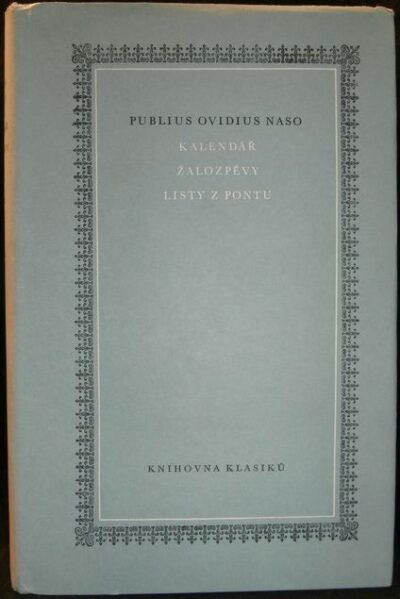 PUBLIUS OVIDIUS NASO
KALENDÁŘ
ŽALOZPĚVY
LISTY Z PONTU
KNIHOVNA KLASIKŮ